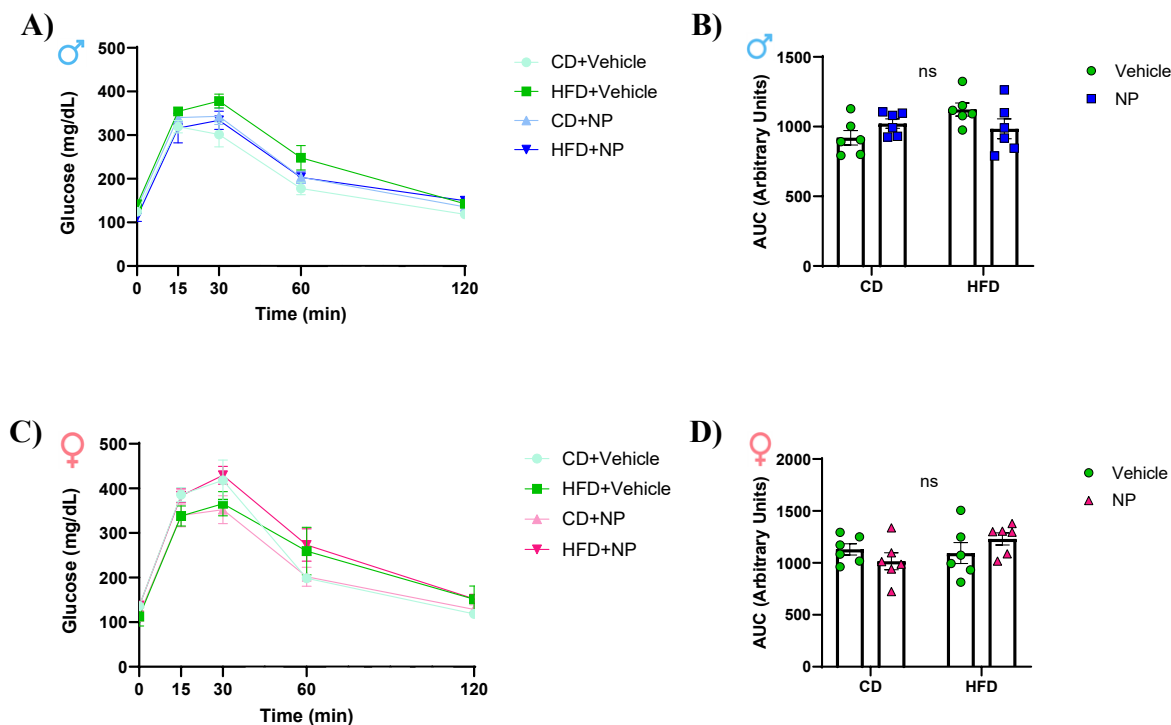 A)
♂
Glucose (mg/dL)
500
400
300
200
100
0
0 15 30 60 120
Time (min)
CD+Vehicle
HFD+Vehicle
CD+NP
HFD+NP
B)
♂
AUC (Arbitrary Units)
1500
1000
500
0
ns
CD HFD
Vehicle
NP
C)
♀
Glucose (mg/dL)
500
400
300
200
100
0
0 15 30 60 120
Time (min)
CD+Vehicle
HFD+Vehicle
CD+NP
HFD+NP
D)
♀
AUC (Arbitrary Units)
2000
1500
1000
500
0
ns
CD HFD
Vehicle
NP